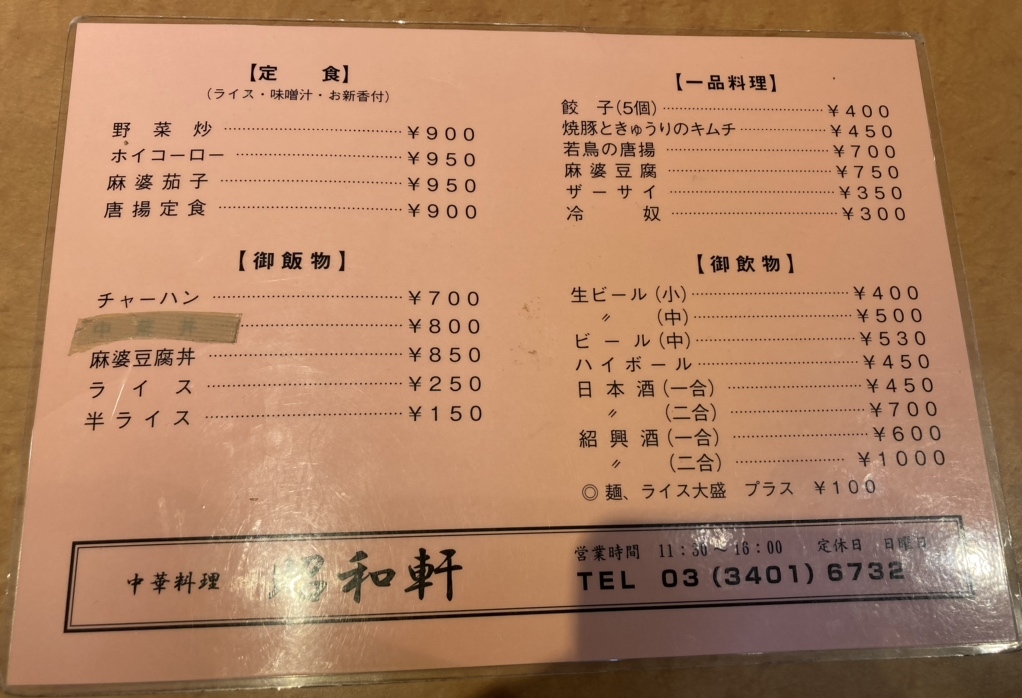 【定　食】
（ライス・味噌汁・お新香付）
野菜炒 ¥900
ホイコーロー ¥950
麻婆茄子 ¥950
唐揚定食 ¥900
【御飯物】
チャーハン ¥700
中華丼 ¥800
麻婆豆腐丼 ¥850
ライス ¥250
半ライス ¥150
【一品料理】
餃子（5個） ¥400
焼豚ときゅうりのキムチ ¥450
若鳥の唐揚 ¥700
麻婆豆腐 ¥750
ザーサイ ¥350
冷奴 ¥300
【御飲物】
生ビール（小） ¥400
〃（中） ¥500
ビール（中） ¥530
ハイボール ¥450
日本酒（一合） ¥450
〃（二合） ¥700
紹興酒（一合） ¥600
〃（二合） ¥1000
◎麺、ライス大盛　プラス　¥100
中華料理　昭和軒
営業時間　11：30〜16：00　定休日　日曜日
TEL 03（3401）6732